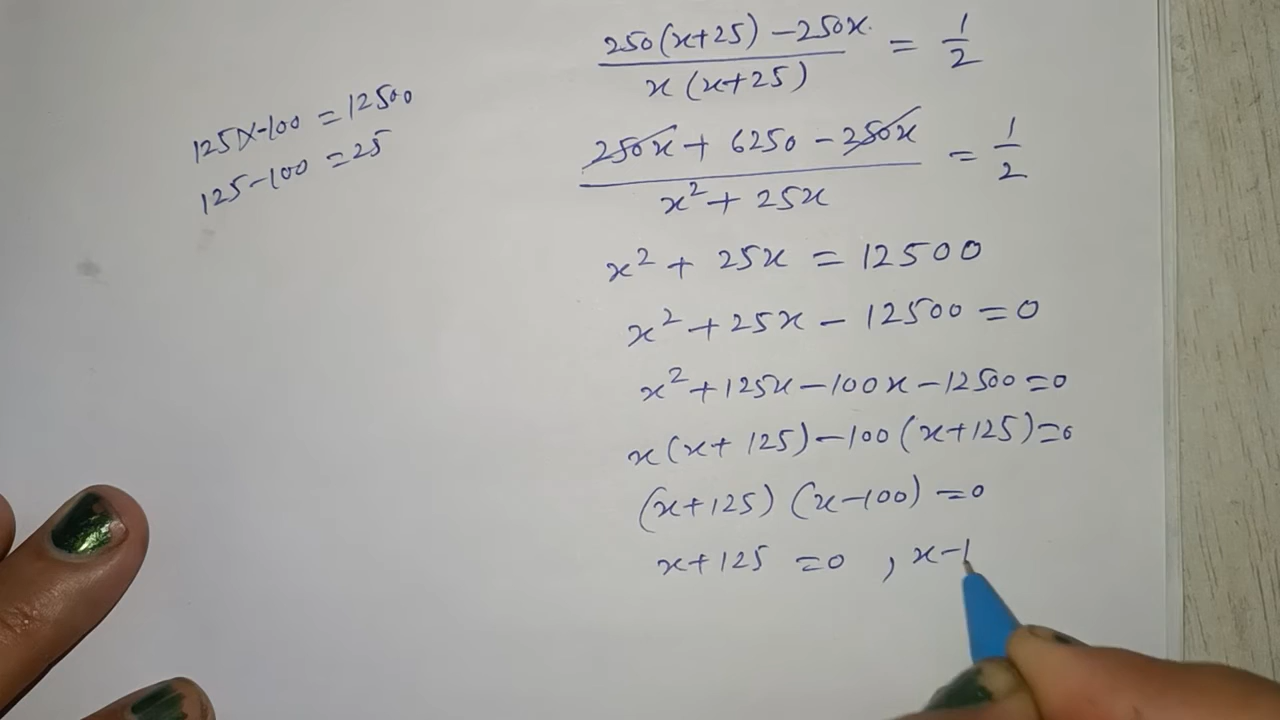 125x-100 = 12500
125-100 = 25
250(x+25) - 250x / x(x+25) = 1/2
250x + 6250 - 250x / x² + 25x = 1/2
x² + 25x = 12500
x² + 25x - 12500 = 0
x² + 125x - 100x - 12500 = 0
x(x+125) - 100(x+125) = 0
(x+125) (x-100) = 0
x+125 = 0 , x-1